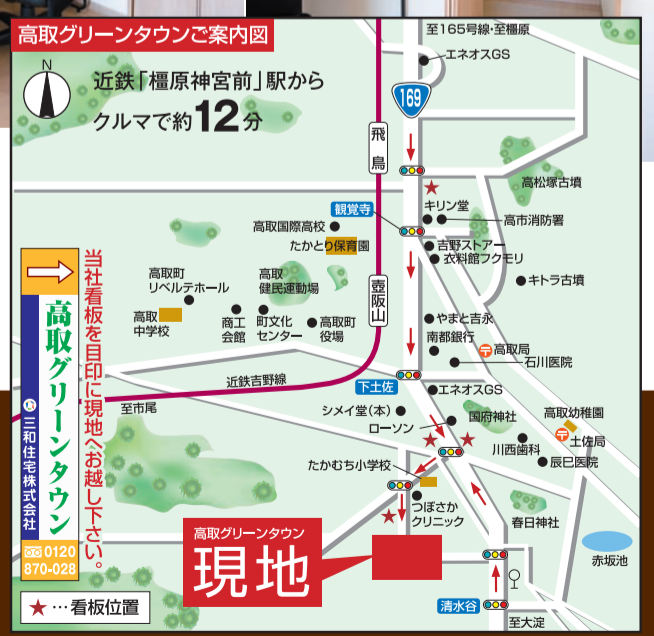 高取グリーンタウンご案内図
N
近鉄「橿原神宮前」駅から
クルマで約12分
至165号線・至橿原
エネオスGS
169
飛鳥
高松塚古墳
キリン堂
観覚寺
高市消防署
高取国際高校
たかとり保育園
吉野ストアー
衣料館フクモリ
キトラ古墳
高取町
リベルテホール
高取
健民運動場
壺阪山
高取
中学校
商工
会館
町文化
センター
高取町
役場
やまと吉永
南都銀行
高取局
石川医院
近鉄吉野線
下土佐
エネオスGS
至市尾
シメイ堂(本)
ローソン
国府神社
高取幼稚園
土佐局
川西歯科
辰巳医院
たかむち小学校
つぼさか
クリニック
春日神社
赤坂池
高取グリーンタウン
現地
清水谷
至大淀
当社看板を目印に現地へお越し下さい。
高取グリーンタウン
三和住宅株式会社
0120
870-028
★…看板位置